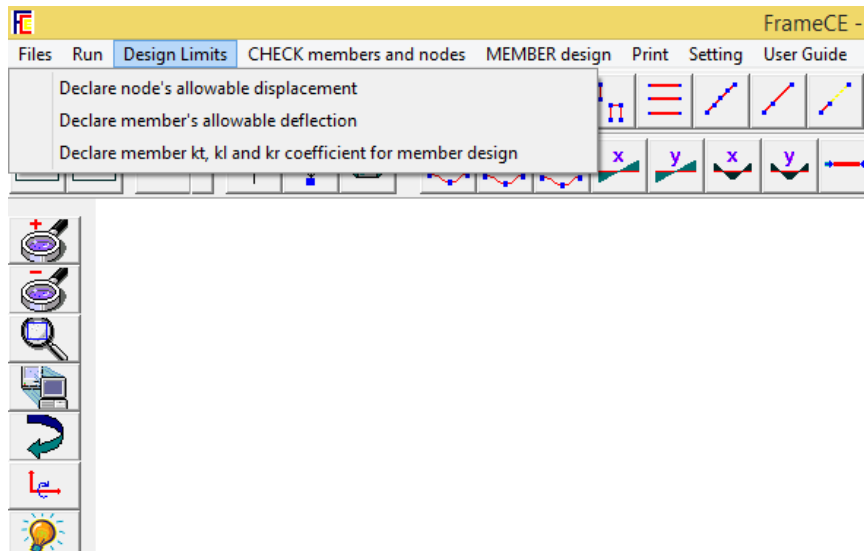 FrameCE -
Files Run Design Limits CHECK members and nodes MEMBER design Print Setting User Guide
Declare node's allowable displacement
Declare member's allowable deflection
Declare member kt, kl and kr coefficient for member design
x y x y